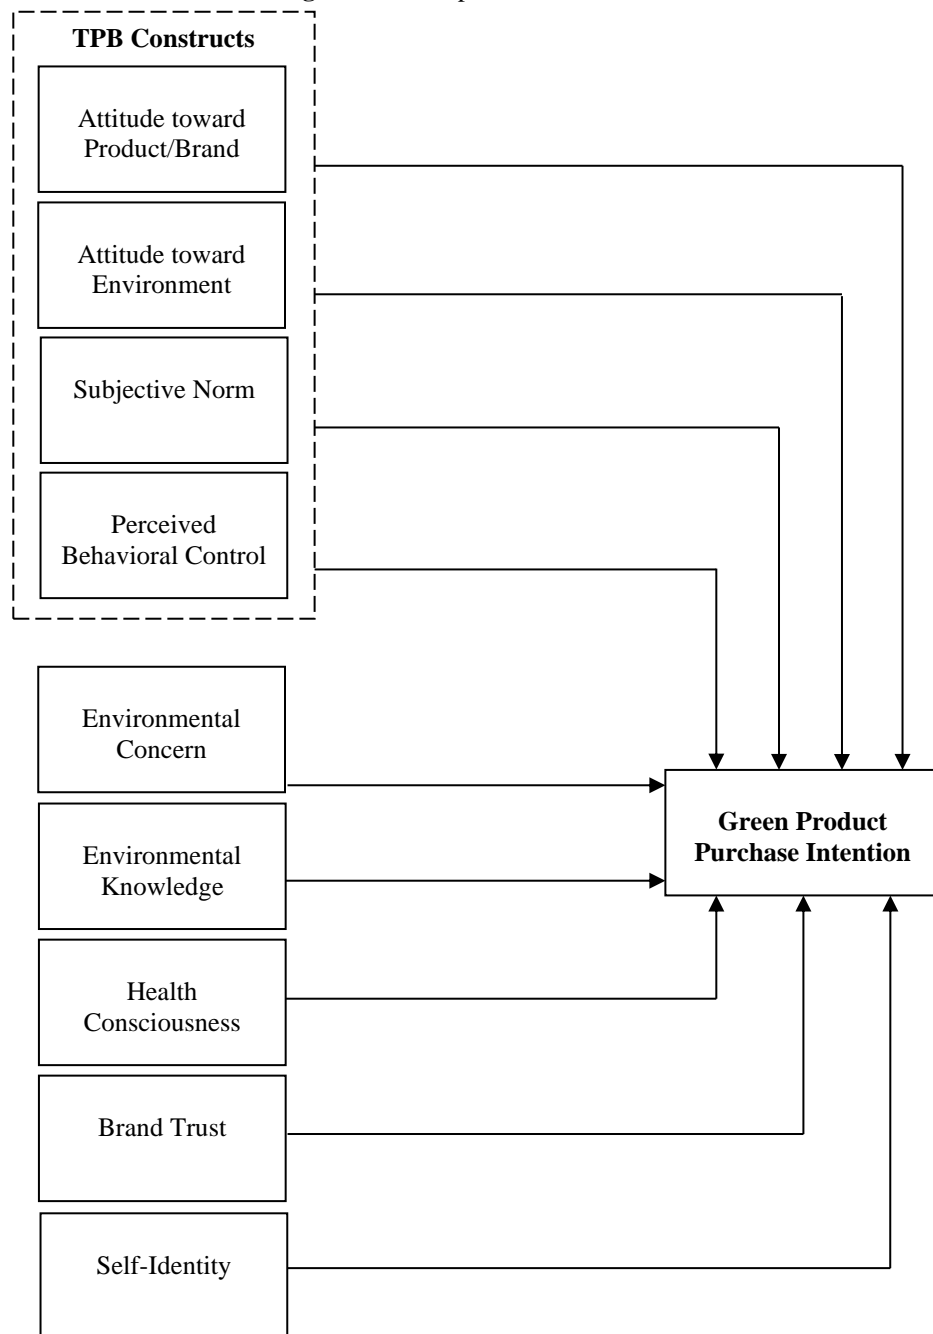 TPB Constructs
Attitude toward
Product/Brand
Attitude toward
Environment
Subjective Norm
Perceived
Behavioral Control
Environmental
Concern
Environmental
Knowledge
Health
Consciousness
Brand Trust
Self-Identity
Green Product
Purchase Intention